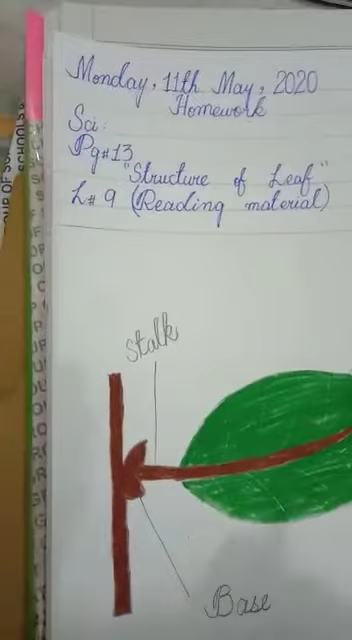 Monday, 11th May, 2020
Homework
Sci:
Pg#13
"Structure of Leaf"
L# 9 (Reading material)
Stalk
Base